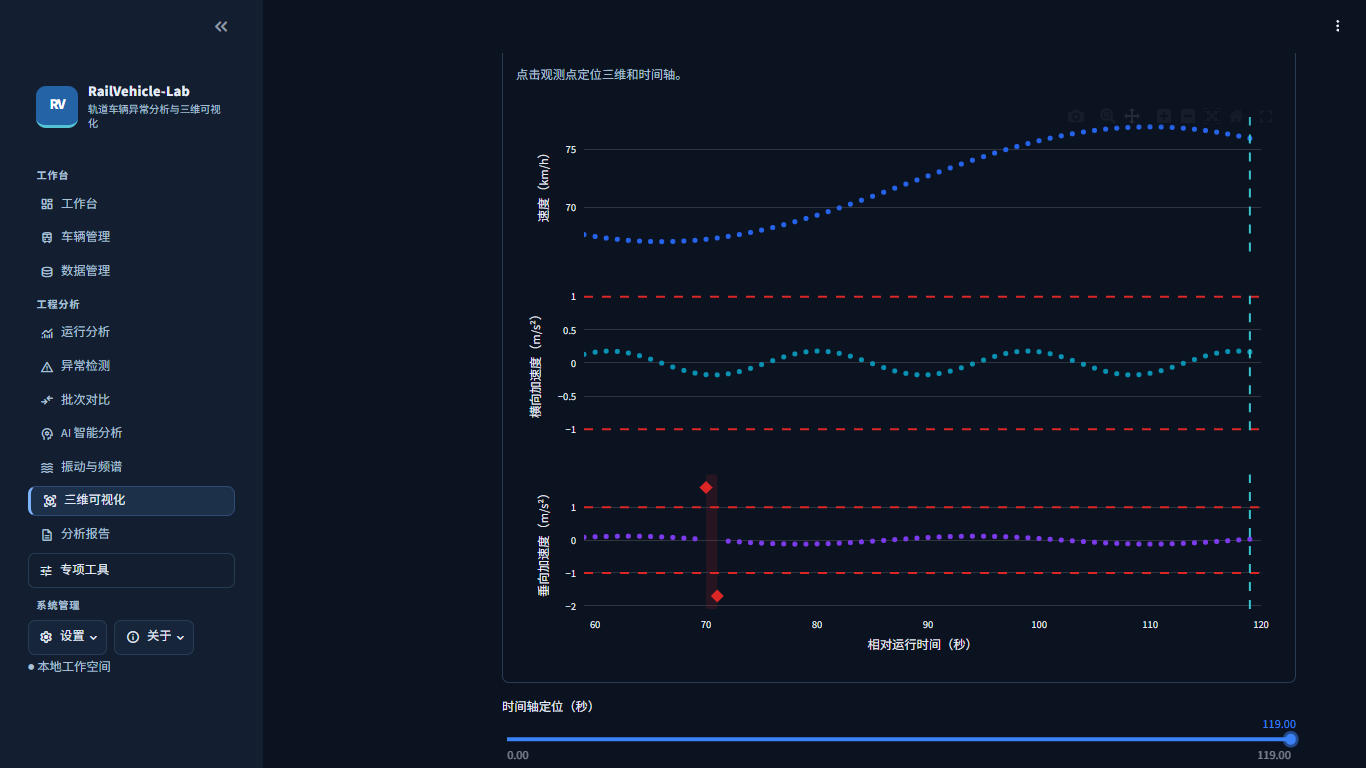 RV
RailVehicle-Lab
轨道车辆异常分析与三维可视
化
工作台
工作台
车辆管理
数据管理
工程分析
运行分析
异常检测
批次对比
AI 智能分析
振动与频谱
三维可视化
分析报告
专项工具
系统管理
设置
关于
本地工作空间
点击观测点定位三维和时间轴。
速度（km/h）
75
70
横向加速度（m/s²）
1
0.5
0
−0.5
−1
垂向加速度（m/s²）
1
0
−1
−2
60 70 80 90 100 110 120
相对运行时间（秒）
时间轴定位（秒）
119.00
0.00 119.00